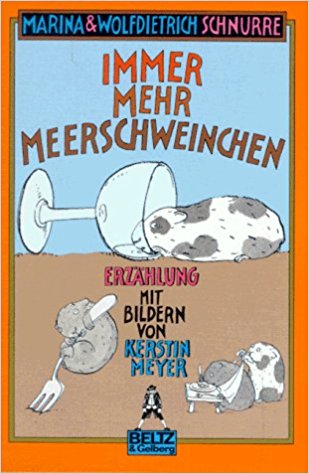 MARINA & WOLFDIETRICH SCHNURRE
IMMER
MEHR
MEERSCHWEINCHEN
ERZÄHLUNG
MIT
BILDERN
VON
KERSTIN
MEYER
BELTZ
& Gelberg